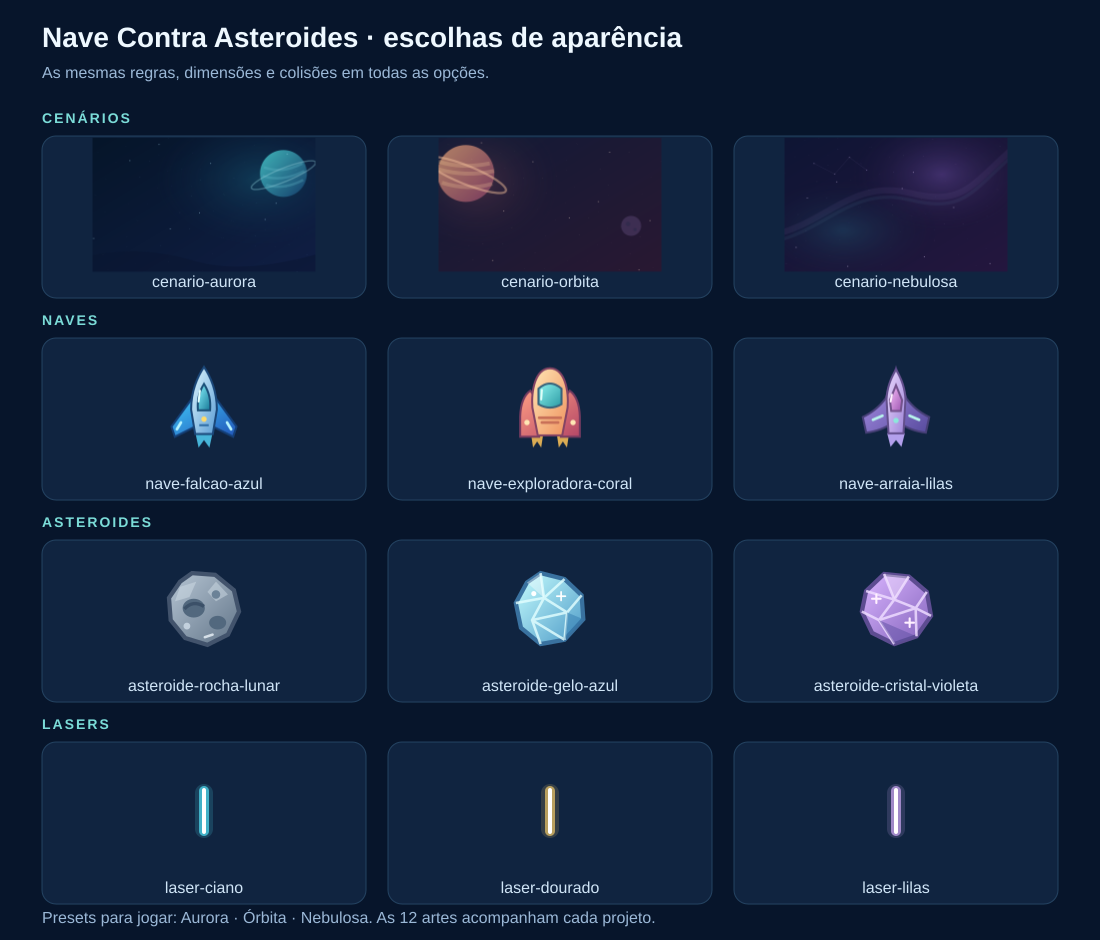 Nave Contra Asteroides · escolhas de aparência
As mesmas regras, dimensões e colisões em todas as opções.
CENÁRIOS
cenario-aurora
cenario-orbita
cenario-nebulosa
NAVES
nave-falcao-azul
nave-exploradora-coral
nave-arraia-lilas
ASTEROIDES
asteroide-rocha-lunar
asteroide-gelo-azul
asteroide-cristal-violeta
LASERS
laser-ciano
laser-dourado
laser-lilas
Presets para jogar: Aurora · Órbita · Nebulosa. As 12 artes acompanham cada projeto.